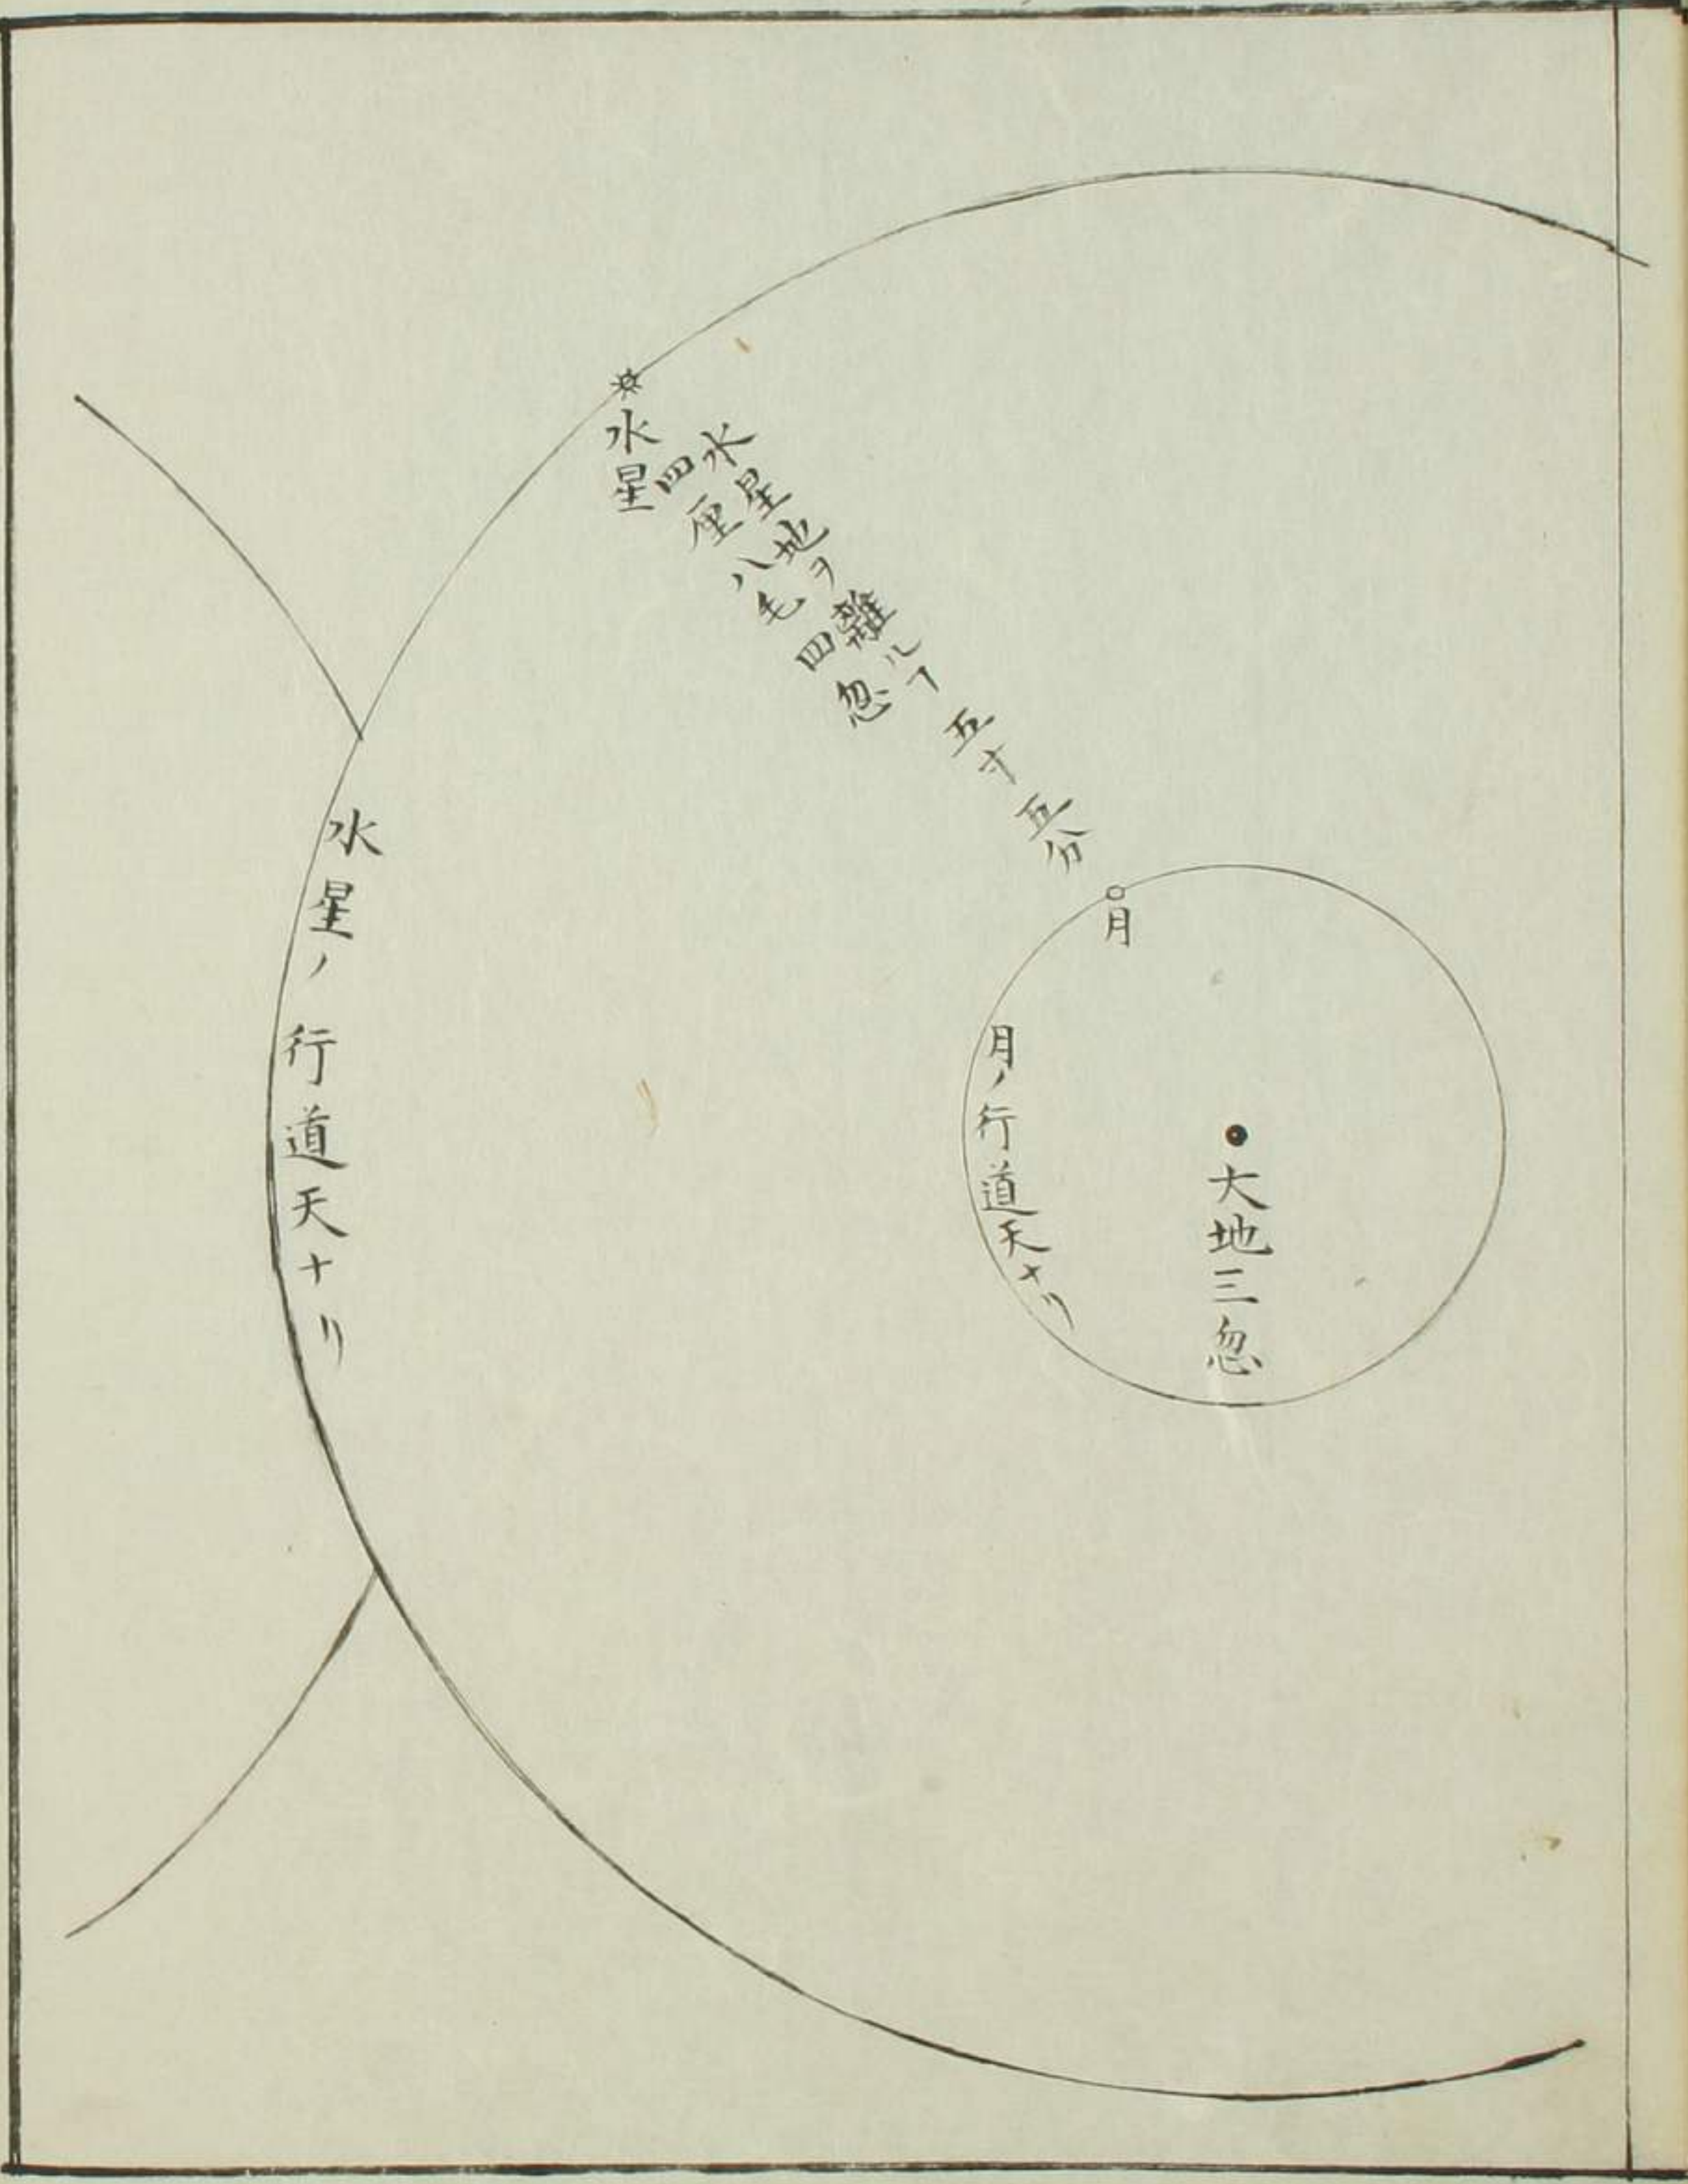 大地三忽
月
月ノ行道天ナリ
水星地ヲ離ルヿ五寸五分
四厘八毛四忽
水星
水星ノ行道天ナリ